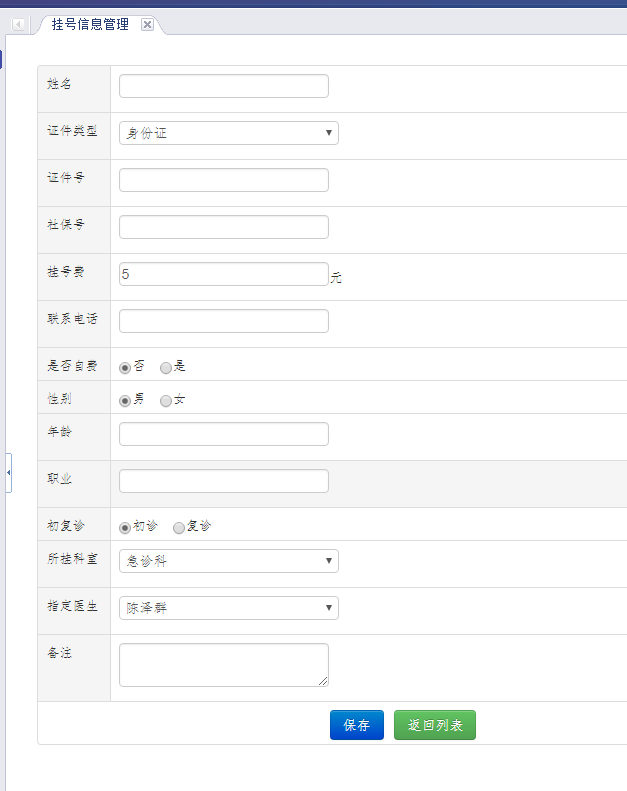 挂号信息管理
姓名
证件类型 身份证
证件号
社保号
挂号费 5 元
联系电话
是否自费 否 是
性别 男 女
年龄
职业
初复诊 初诊 复诊
所挂科室 急诊科
指定医生 陈泽群
备注
保存 返回列表